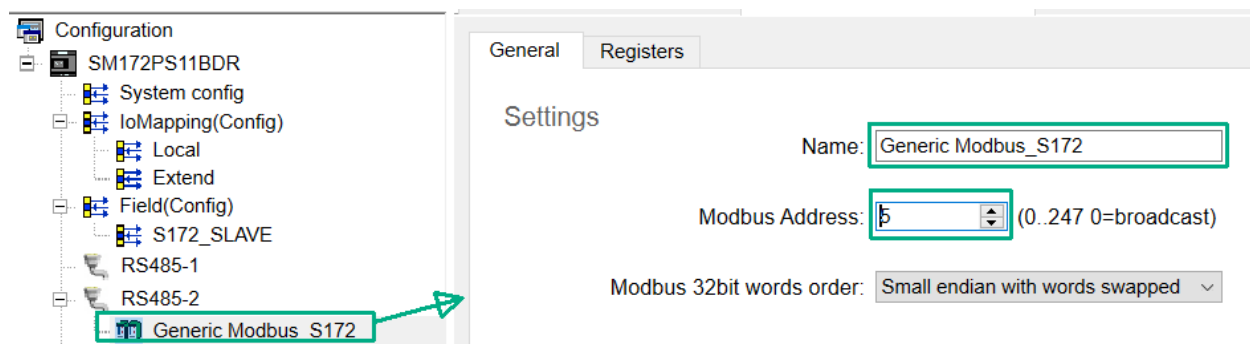 Configuration
SM172PS11BDR
System config
IoMapping(Config)
Local
Extend
Field(Config)
S172_SLAVE
RS485-1
RS485-2
Generic Modbus_S172
General
Registers
Settings
Name: Generic Modbus_S172
Modbus Address: 5 (0..247 0=broadcast)
Modbus 32bit words order: Small endian with words swapped